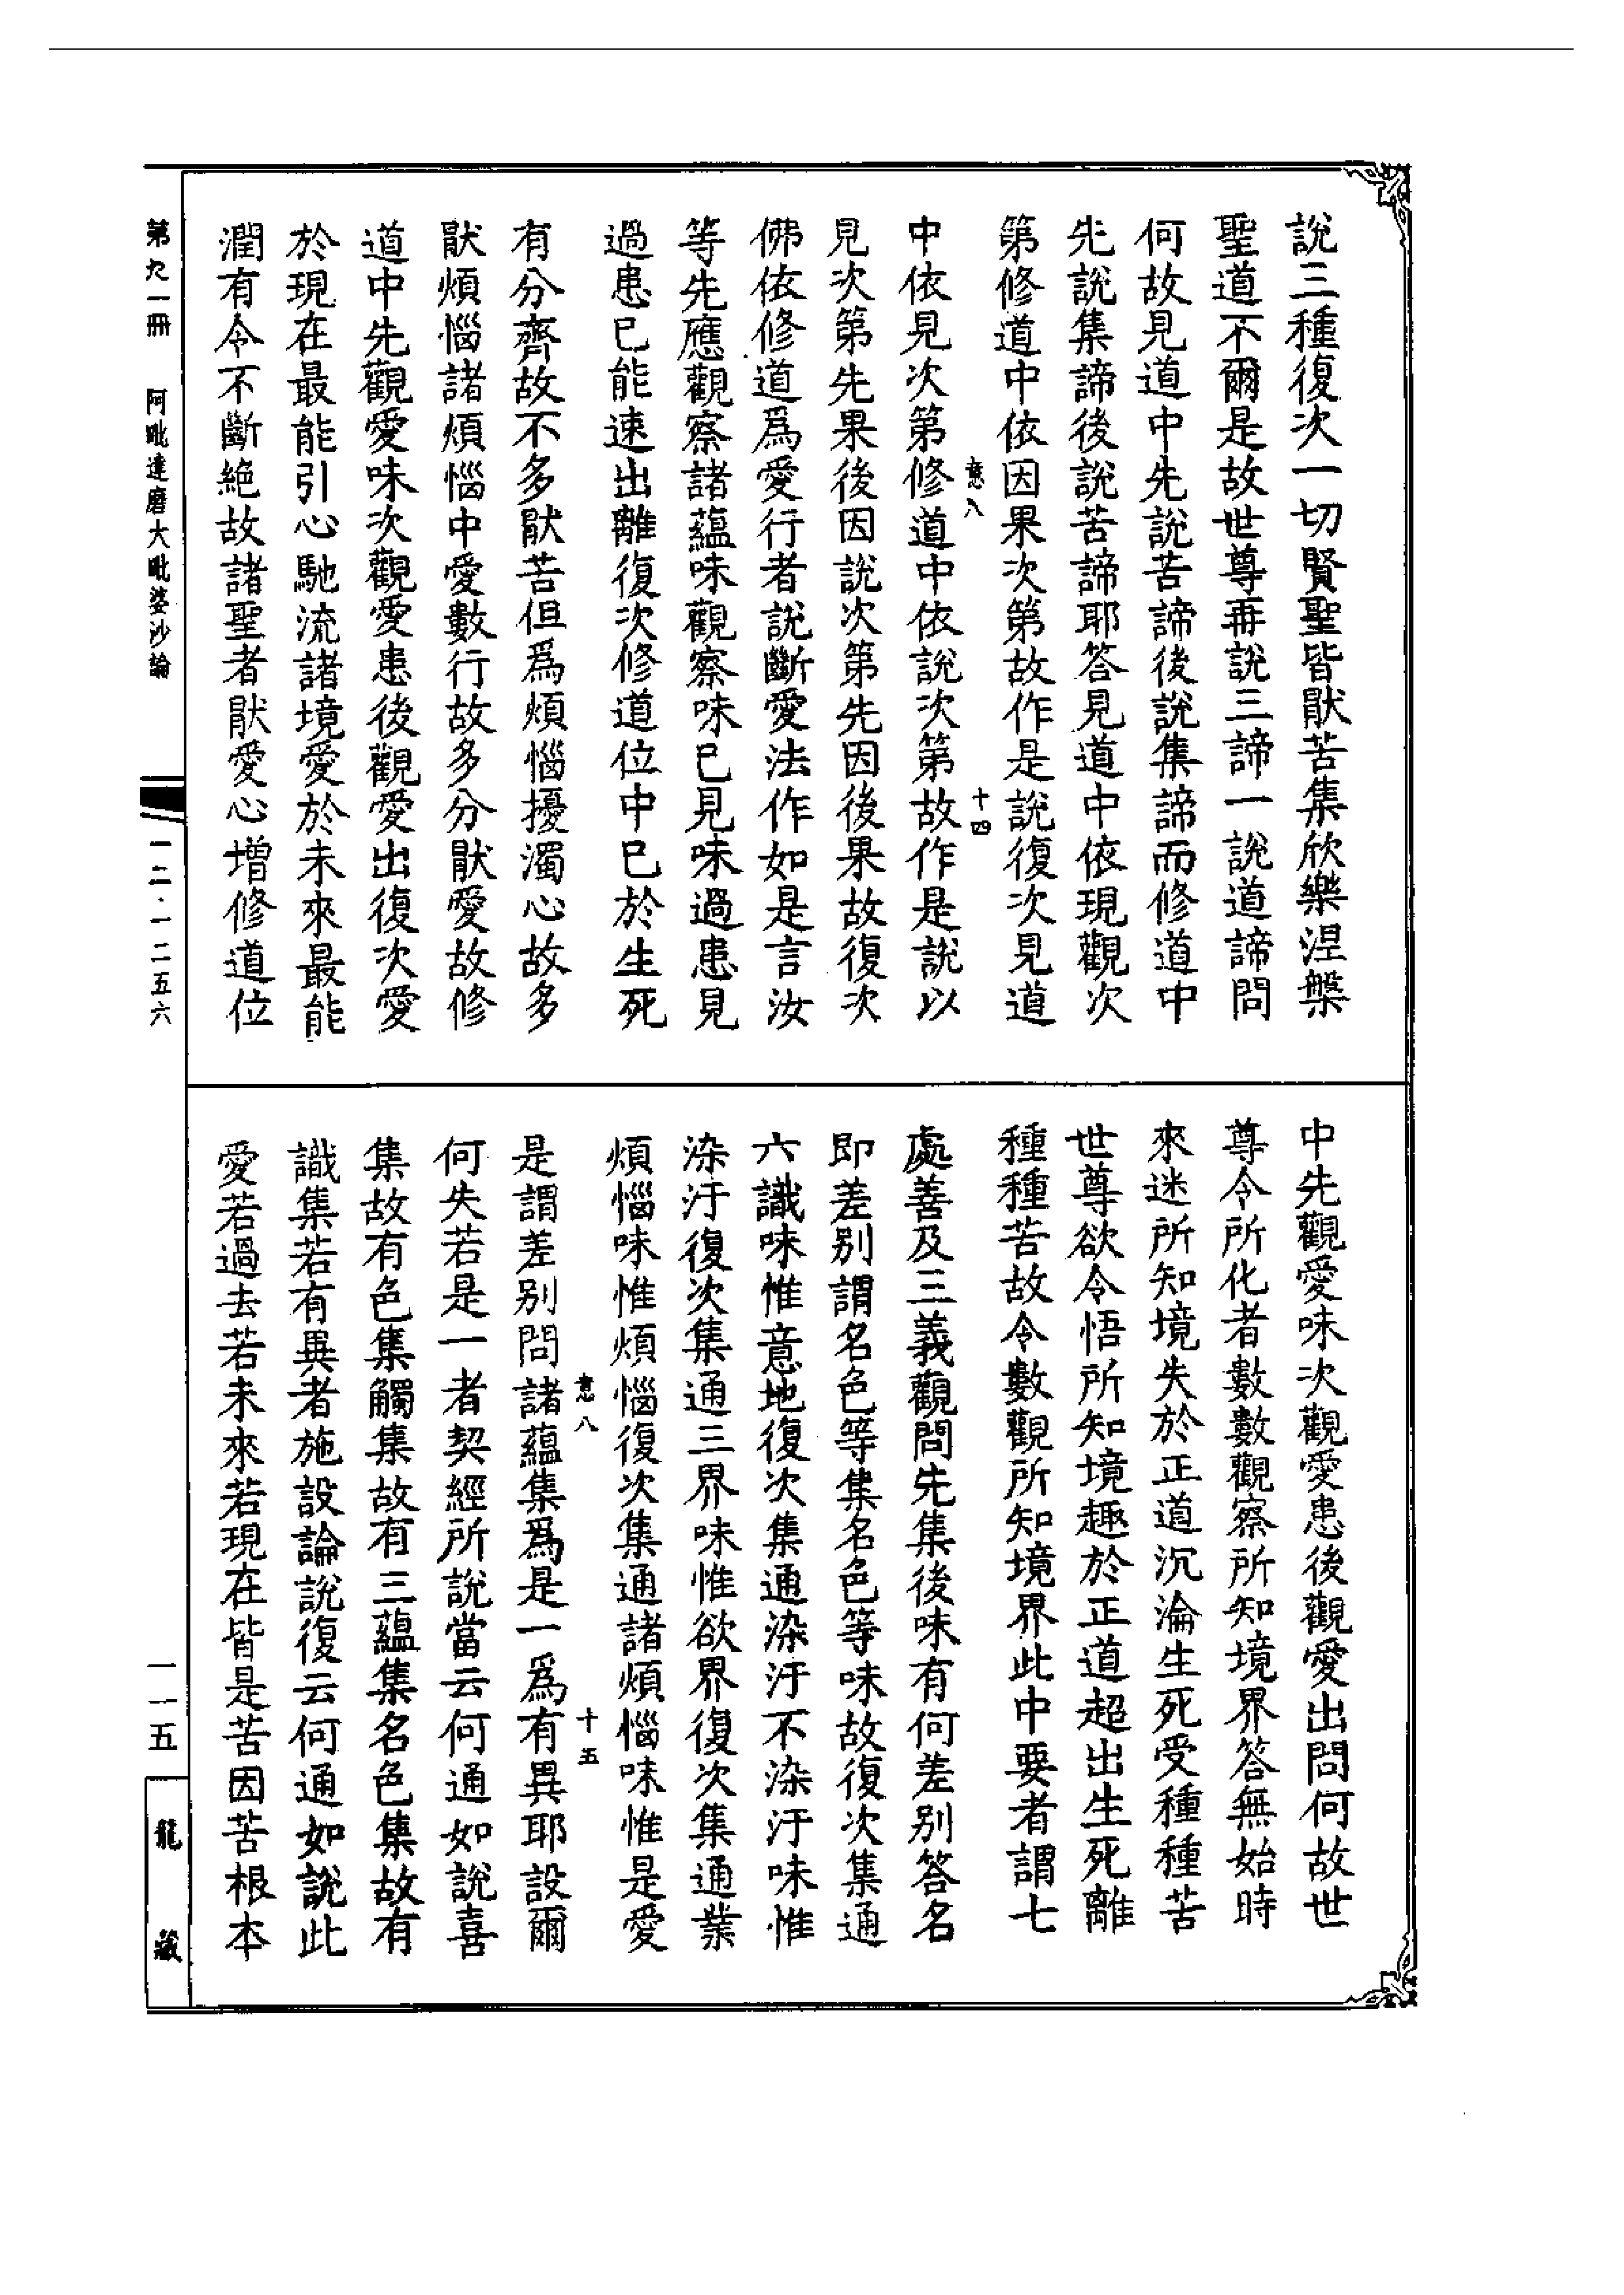 說三種復次一切賢聖皆猒苦集欣樂涅槃
聖道不爾是故世尊再說三諦一說道諦問
何故見道中先說苦諦後說集諦而修道中
先說集諦後說苦諦耶答見道中依現觀次
第修道中依因果次第故作是說復次見道
意八
十四
中依見次第修道中依說次第故作是說以
見次第先果後因說次第先因後果故復次
佛依修道爲愛行者說斷愛法作如是言汝
等先應觀察諸蘊味觀察味已見味過患見
過患已能速出離復次修道位中已於生死
有分齊故不多猒苦但爲煩惱擾濁心故多
猒煩惱諸煩惱中愛數行故多分猒愛故修
道中先觀愛味次觀愛患後觀愛出復次愛
於現在最能引心馳流諸境愛於未來最能
潤有令不斷絶故諸聖者猒愛心增修道位
中先觀愛味次觀愛患後觀愛出問何故世
尊令所化者數數觀察所知境界答無始時
來迷所知境失於正道沉淪生死受種種苦
世尊欲令悟所知境趣於正道超出生死離
種種苦故令數觀所知境界此中要者謂七
處善及三義觀問先集後味有何差别答名
即差别謂名色等集名色等味故復次集通
六識味惟意地復次集通染汙不染汙味惟
染汙復次集通三界味惟欲界復次集通業
煩惱味惟煩惱復次集通諸煩惱味惟是愛
意八
十五
是謂差别問諸蘊集爲是一爲有異耶設爾
何失若是一者契經所說當云何通如說喜
集故有色集觸集故有三蘊集名色集故有
識集若有異者施設論說復云何通如說此
愛若過去若未來若現在皆是苦因苦根本
第九一冊　阿毗達磨大毗婆沙論
一二·一二五六
一一五
龍藏